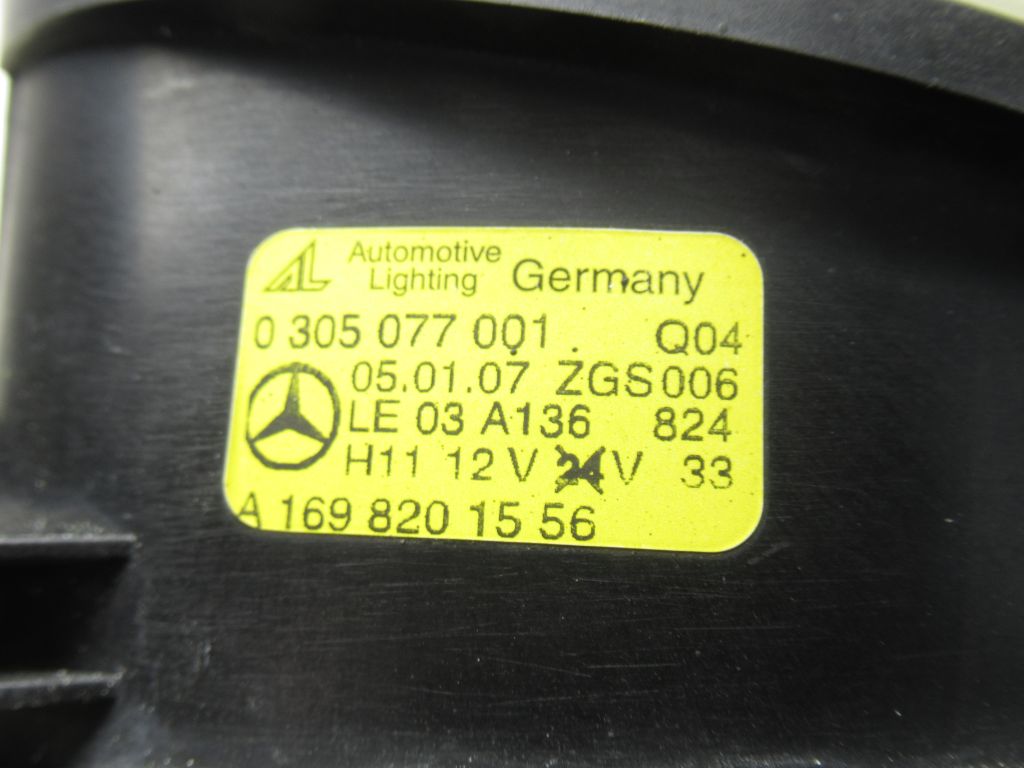 AL Automotive Lighting Germany
0 305 077 001 Q04
05.01.07 ZGS 006
LE 03 A136 824
H11 12 V 24 V 33
A 169 820 15 56